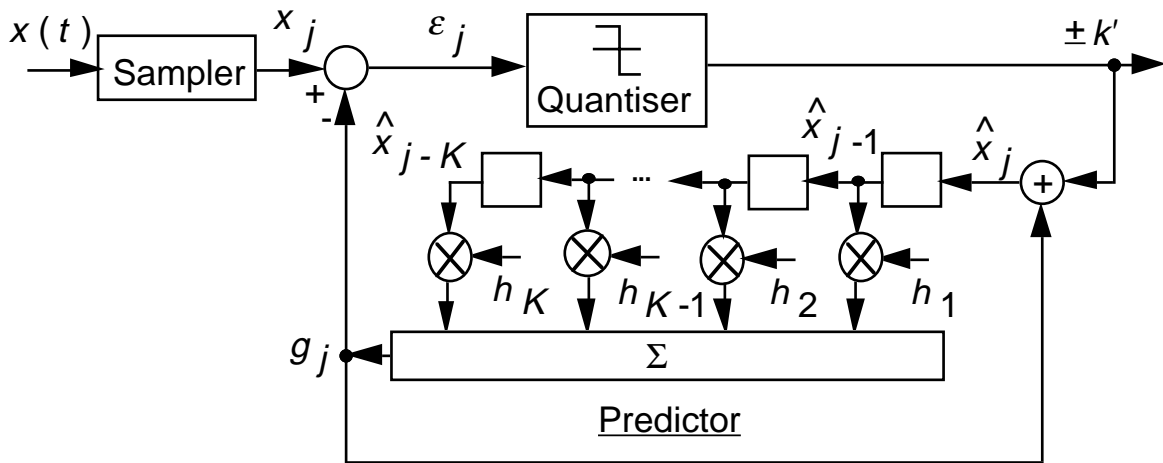 x(t)
Sampler
x j
+
-
ε j
Quantiser
± k'
x̂ j - K
...
x̂ j -1
x̂ j
+
h K
h K-1
h 2
h 1
g j
Σ
Predictor